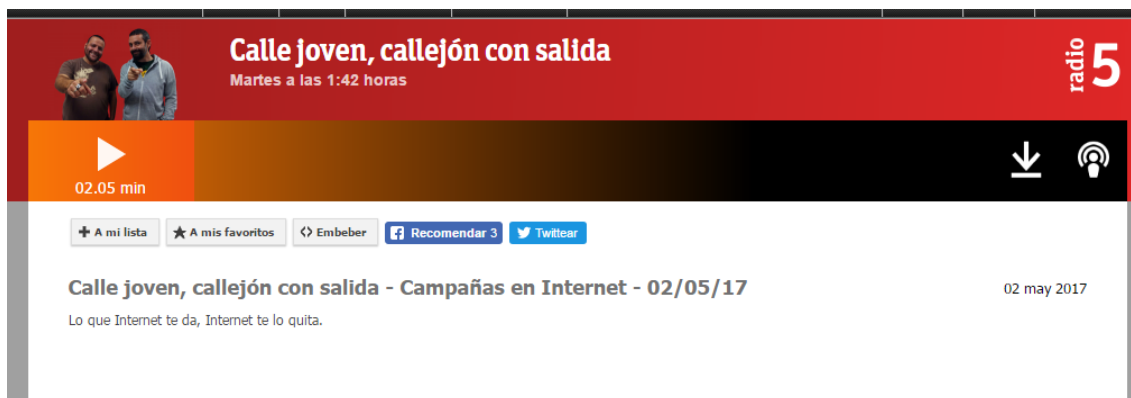 Calle joven, callejón con salida
Martes a las 1:42 horas
radio 5
02.05 min
A mi lista
A mis favoritos
Embeber
Recomendar 3
Twittear
Calle joven, callejón con salida - Campañas en Internet - 02/05/17
02 may 2017
Lo que Internet te da, Internet te lo quita.